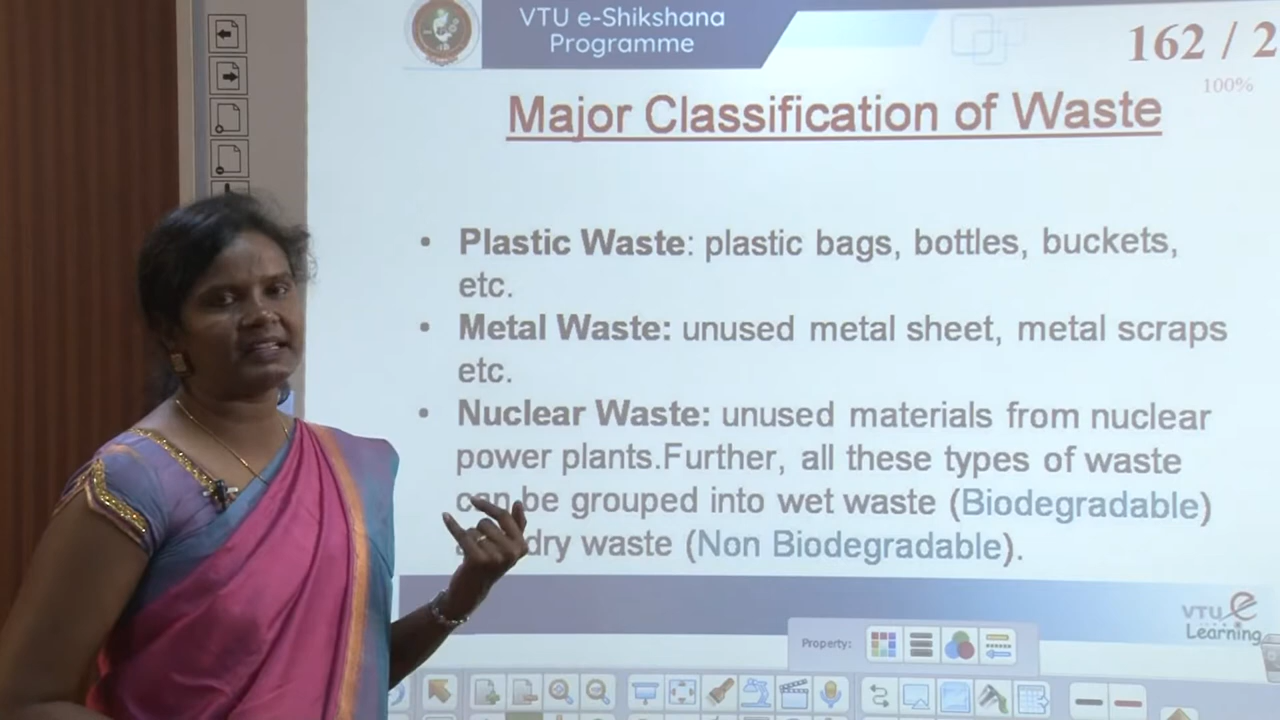 VTU e-Shikshana
Programme
162 / 2
100%
Major Classification of Waste
• Plastic Waste: plastic bags, bottles, buckets,
etc.
• Metal Waste: unused metal sheet, metal scraps
etc.
• Nuclear Waste: unused materials from nuclear
power plants.Further, all these types of waste
can be grouped into wet waste (Biodegradable)
dry waste (Non Biodegradable).
VTU e
Learning
Property: